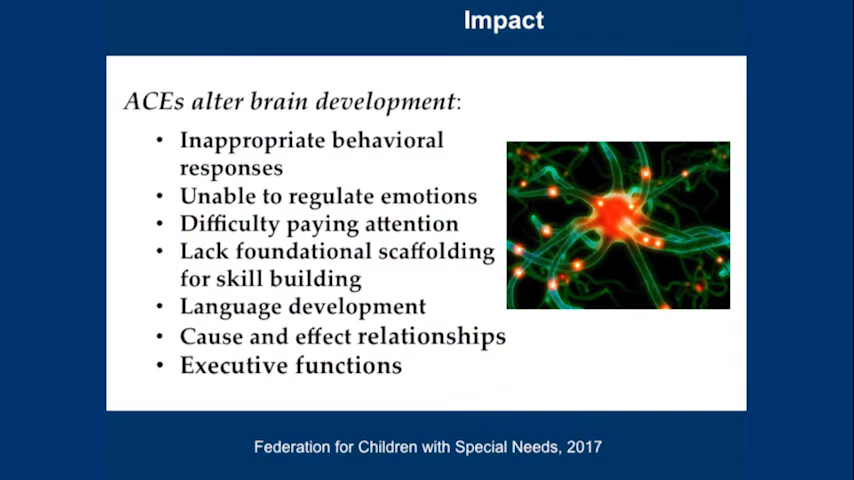 Impact
ACEs alter brain development:
• Inappropriate behavioral
responses
• Unable to regulate emotions
• Difficulty paying attention
• Lack foundational scaffolding
for skill building
• Language development
• Cause and effect relationships
• Executive functions
Federation for Children with Special Needs, 2017